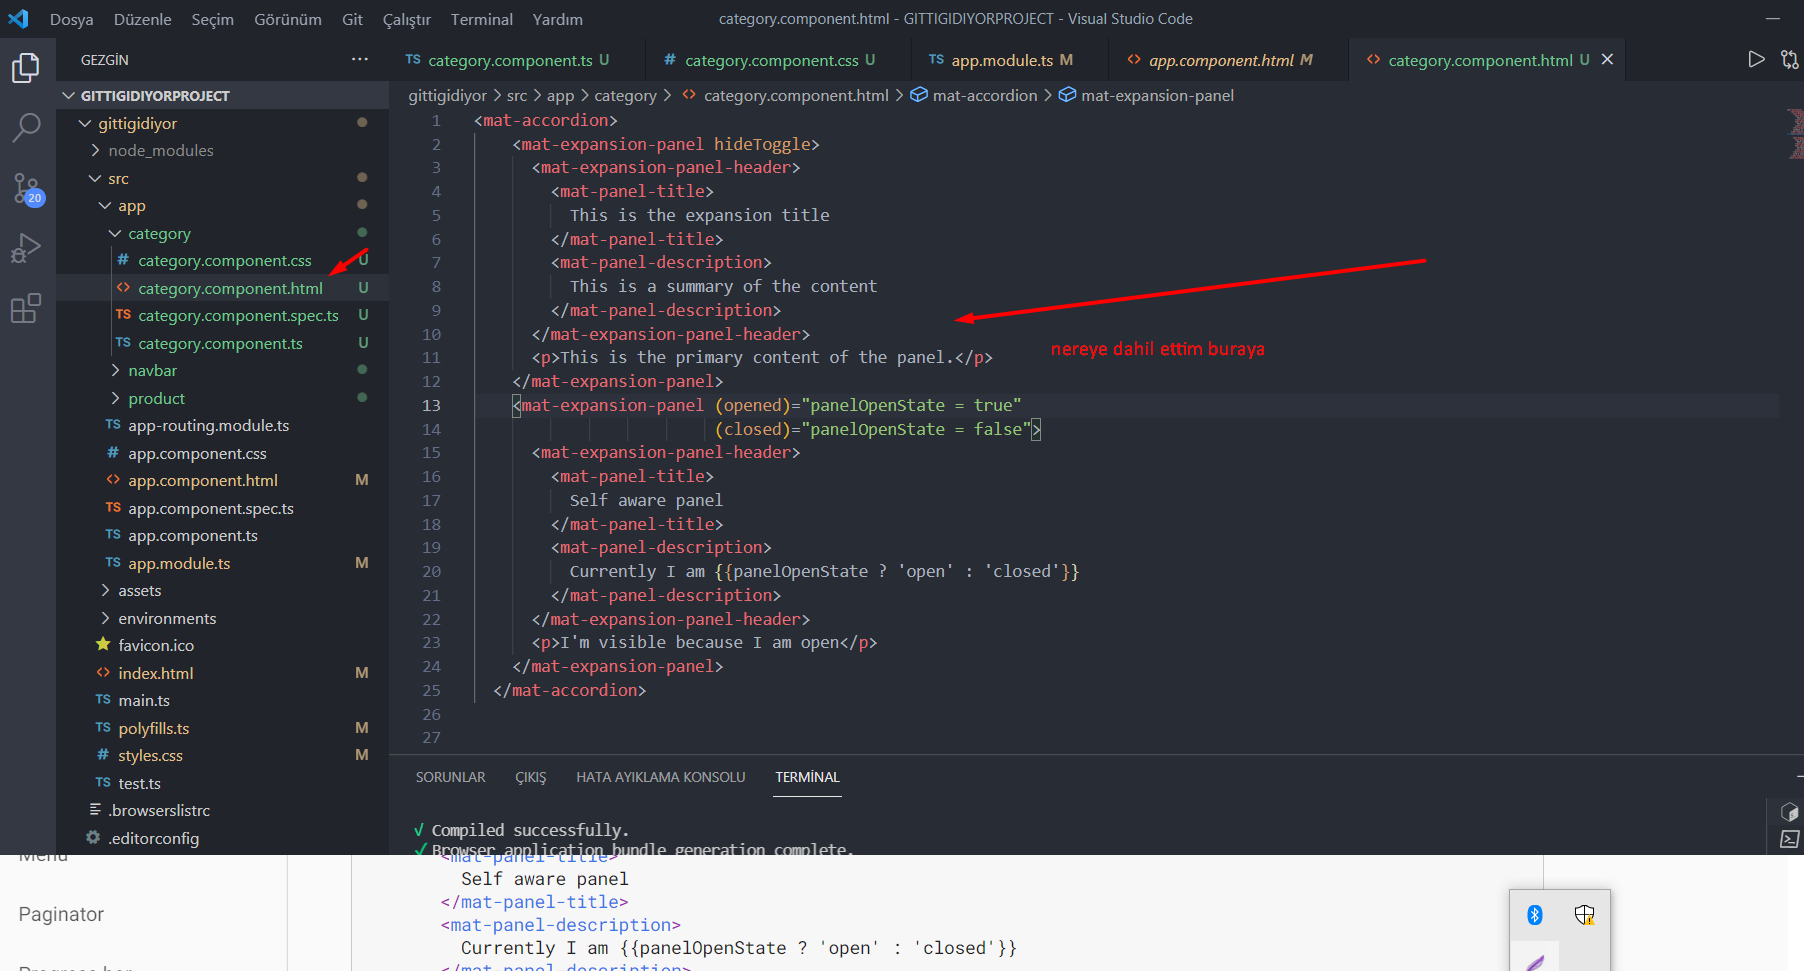 Dosya Düzenle Seçim Görünüm Git Çalıştır Terminal Yardım category.component.html - GITTIGIDIYORPROJECT - Visual Studio Code
GEZGİN ··· TS category.component.ts U # category.component.css U TS app.module.ts M <> app.component.html M <> category.component.html U
GITTIGIDIYORPROJECT
gittigidiyor > src > app > category > <> category.component.html > mat-accordion > mat-expansion-panel
gittigidiyor
node_modules
src
app
category
# category.component.css U
<> category.component.html U
TS category.component.spec.ts U
TS category.component.ts U
navbar
product
TS app-routing.module.ts
# app.component.css
<> app.component.html M
TS app.component.spec.ts
TS app.component.ts
TS app.module.ts M
assets
environments
favicon.ico
<> index.html M
TS main.ts
TS polyfills.ts M
# styles.css M
TS test.ts
.browserslistrc
.editorconfig
20
1 <mat-accordion>
2 <mat-expansion-panel hideToggle>
3 <mat-expansion-panel-header>
4 <mat-panel-title>
5 This is the expansion title
6 </mat-panel-title>
7 <mat-panel-description>
8 This is a summary of the content
9 </mat-panel-description>
10 </mat-expansion-panel-header>
11 <p>This is the primary content of the panel.</p>
nereye dahil ettim buraya
12 </mat-expansion-panel>
13 <mat-expansion-panel (opened)="panelOpenState = true"
14 (closed)="panelOpenState = false">
15 <mat-expansion-panel-header>
16 <mat-panel-title>
17 Self aware panel
18 </mat-panel-title>
19 <mat-panel-description>
20 Currently I am {{panelOpenState ? 'open' : 'closed'}}
21 </mat-panel-description>
22 </mat-expansion-panel-header>
23 <p>I'm visible because I am open</p>
24 </mat-expansion-panel>
25 </mat-accordion>
26
27
SORUNLAR ÇIKIŞ HATA AYIKLAMA KONSOLU TERMİNAL
√ Compiled successfully.
✓ Browser application bundle generation complete.
Menu
Paginator
Progress bar
<mat-panel-title>
Self aware panel
</mat-panel-title>
<mat-panel-description>
Currently I am {{panelOpenState ? 'open' : 'closed'}}
</mat-panel-description>